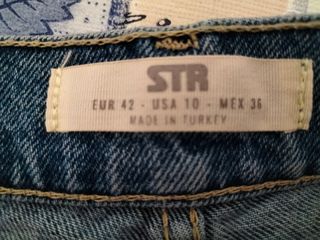 STR
EUR 42 - USA 10 - MEX 36
MADE IN TURKEY